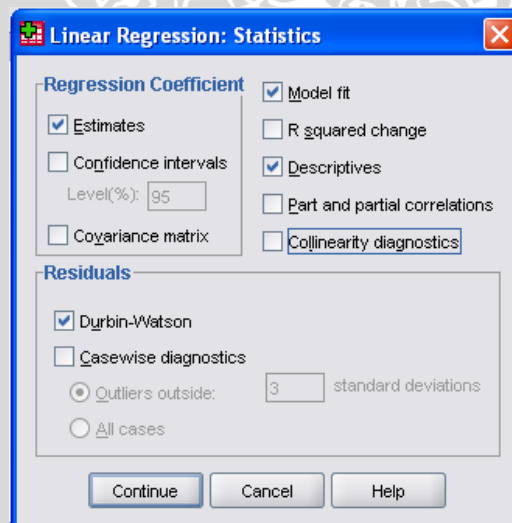 Linear Regression: Statistics
Regression Coefficient
Estimates
Confidence intervals
Level(%): 95
Covariance matrix
Model fit
R squared change
Descriptives
Part and partial correlations
Collinearity diagnostics
Residuals
Durbin-Watson
Casewise diagnostics
Outliers outside: 3 standard deviations
All cases
Continue Cancel Help